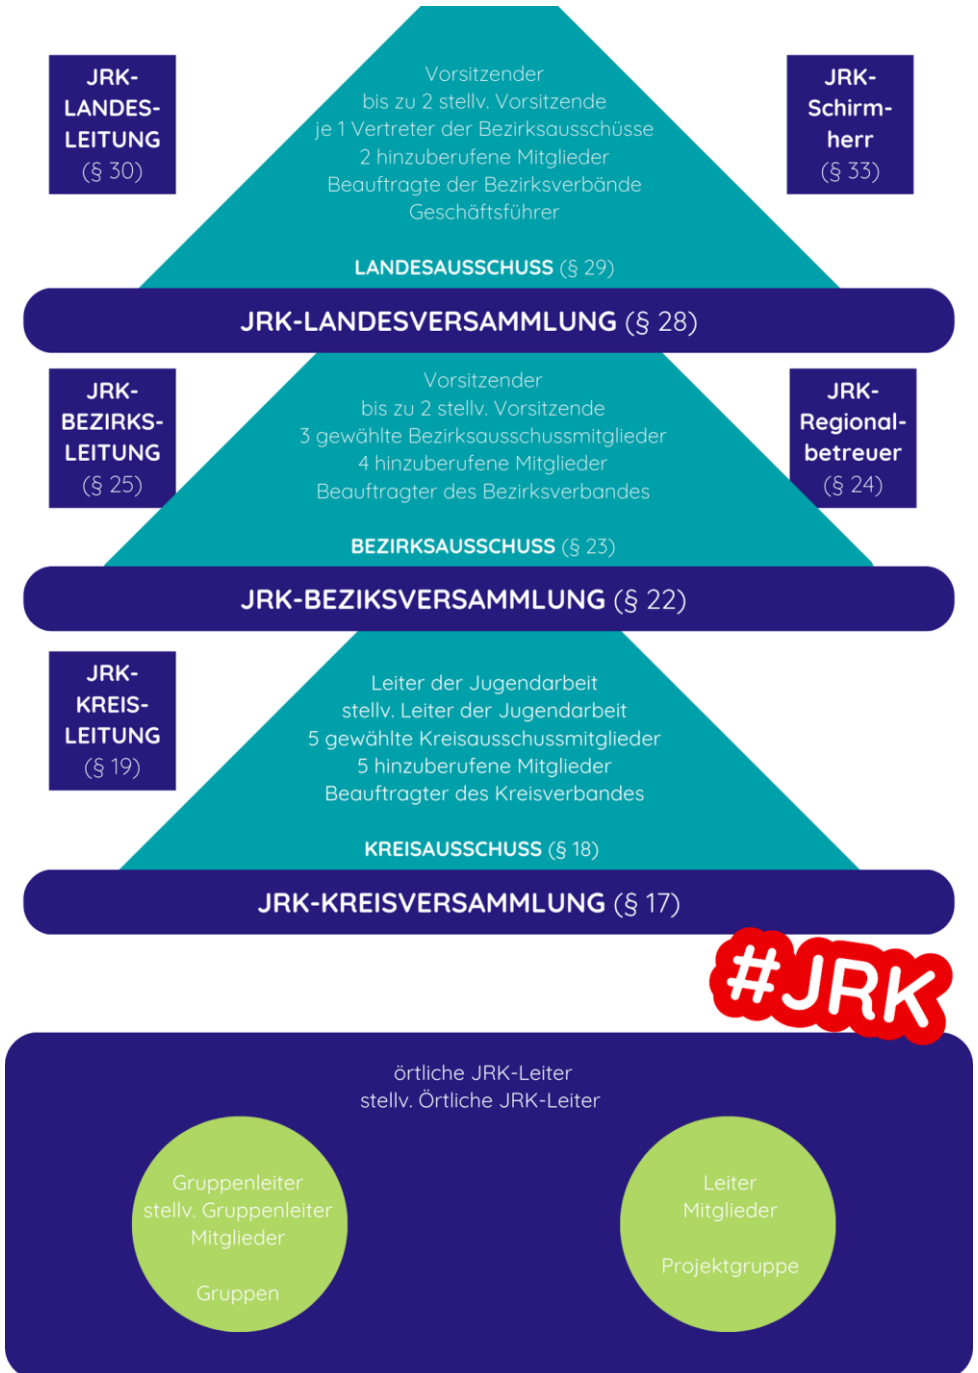 JRK-
LANDES-
LEITUNG
(§ 30)
Vorsitzender
bis zu 2 stellv. Vorsitzende
je 1 Vertreter der Bezirksausschüsse
2 hinzuberufene Mitglieder
Beauftragte der Bezirksverbände
Geschäftsführer
LANDESAUSSCHUSS (§ 29)
JRK-
Schirm-
herr
(§ 33)
JRK-LANDESVERSAMMLUNG (§ 28)
JRK-
BEZIRKS-
LEITUNG
(§ 25)
Vorsitzender
bis zu 2 stellv. Vorsitzende
3 gewählte Bezirksausschussmitglieder
4 hinzuberufene Mitglieder
Beauftragter des Bezirksverbandes
BEZIRKSAUSSCHUSS (§ 23)
JRK-
Regional-
betreuer
(§ 24)
JRK-BEZIKSVERSAMMLUNG (§ 22)
JRK-
KREIS-
LEITUNG
(§ 19)
Leiter der Jugendarbeit
stellv. Leiter der Jugendarbeit
5 gewählte Kreisausschussmitglieder
5 hinzuberufene Mitglieder
Beauftragter des Kreisverbandes
KREISAUSSCHUSS (§ 18)
JRK-KREISVERSAMMLUNG (§ 17)
#JRK
örtliche JRK-Leiter
stellv. Örtliche JRK-Leiter
Gruppenleiter
stellv. Gruppenleiter
Mitglieder
Gruppen
Leiter
Mitglieder
Projektgruppe